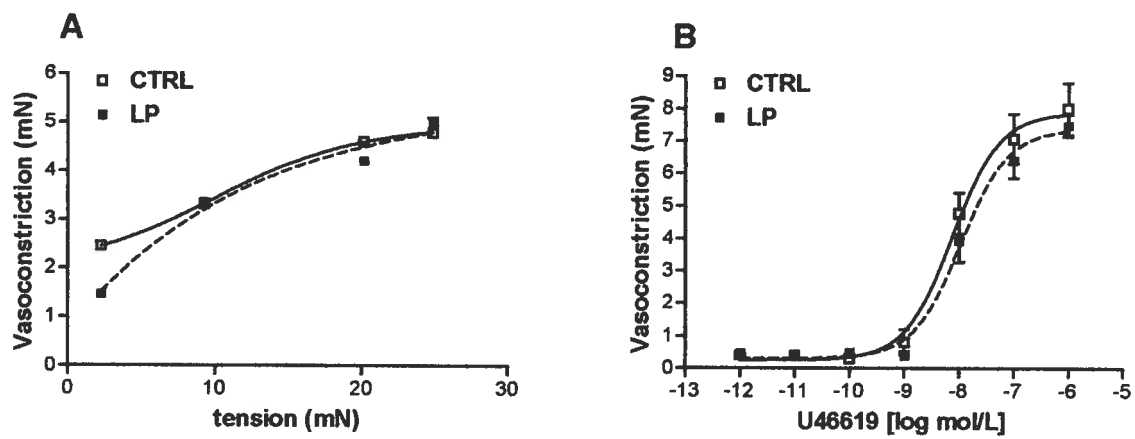 A
CTRL
LP
Vasoconstriction (mN)
6
5
4
3
2
1
0
0 10 20 30
tension (mN)
B
CTRL
LP
Vasoconstriction (mN)
9
8
7
6
5
4
3
2
1
0
-13 -12 -11 -10 -9 -8 -7 -6 -5
U46619 [log mol/L]